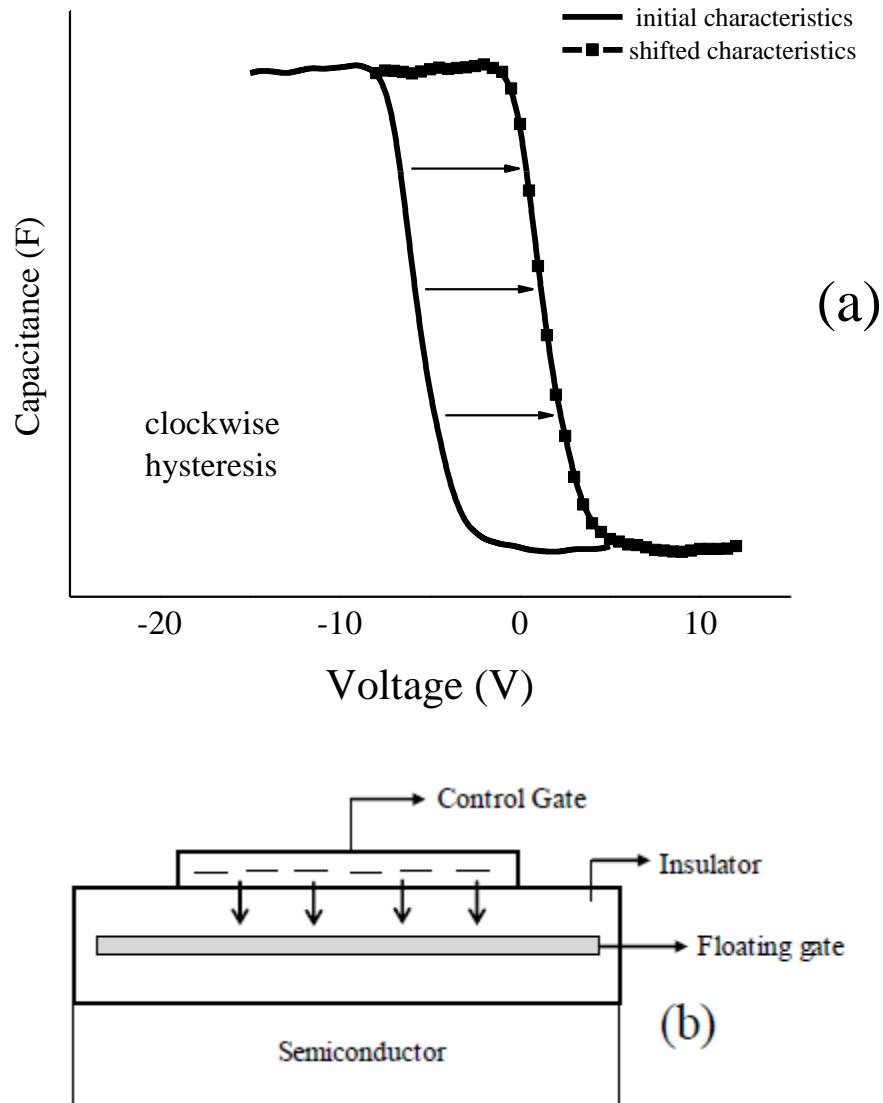 initial characteristics
shifted characteristics
Capacitance (F)
(a)
clockwise
hysteresis
-20 -10 0 10
Voltage (V)
Control Gate
Insulator
Floating gate
(b)
Semiconductor